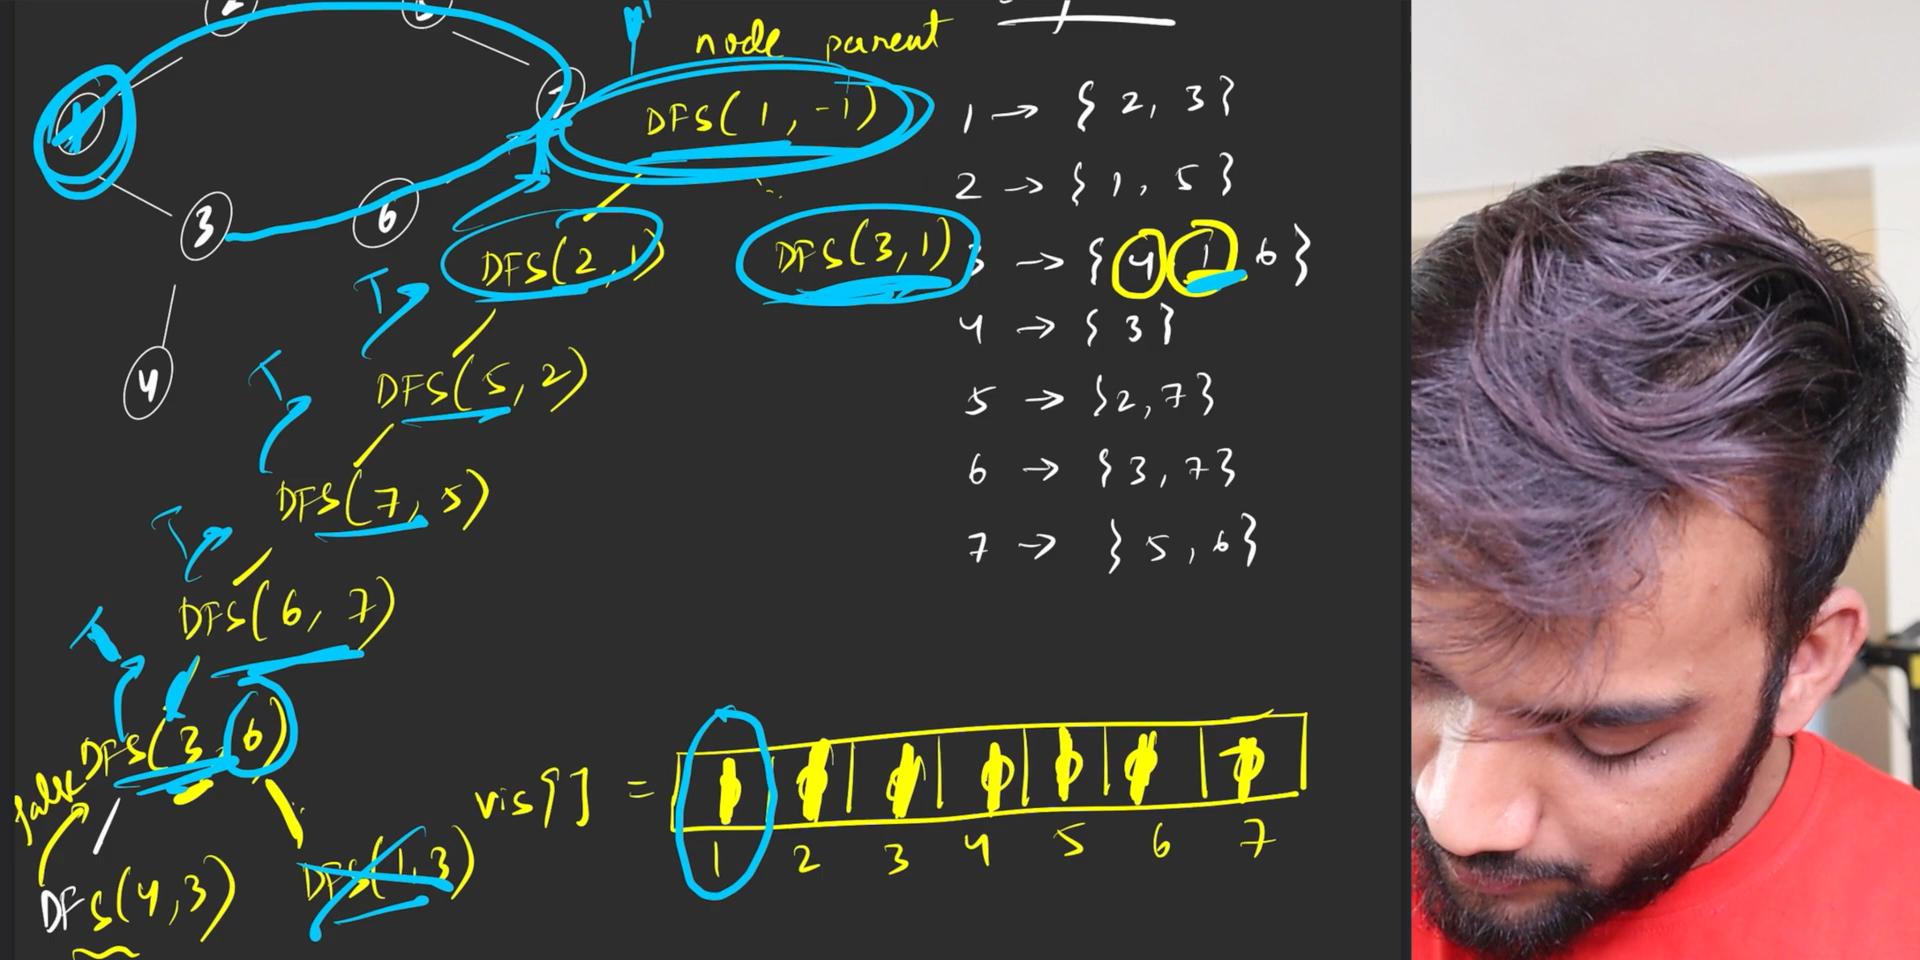 node parent
DFS(1, -1)
1 → { 2, 3 }
2 → { 1, 5 }
DFS(2, 1)
DFS(3, 1)
3 → { 4 1 6 }
T
4 → { 3 }
4
3
6
T
DFS(5, 2)
5 → { 2, 7 }
DFS(7, 5)
6 → { 3, 7 }
T
7 → { 5, 6 }
DFS(6, 7)
T
DFS(3, 6)
false
vis[] =
1 2 3 4 5 6 7
DFS(4, 3)
DFS(1, 3)